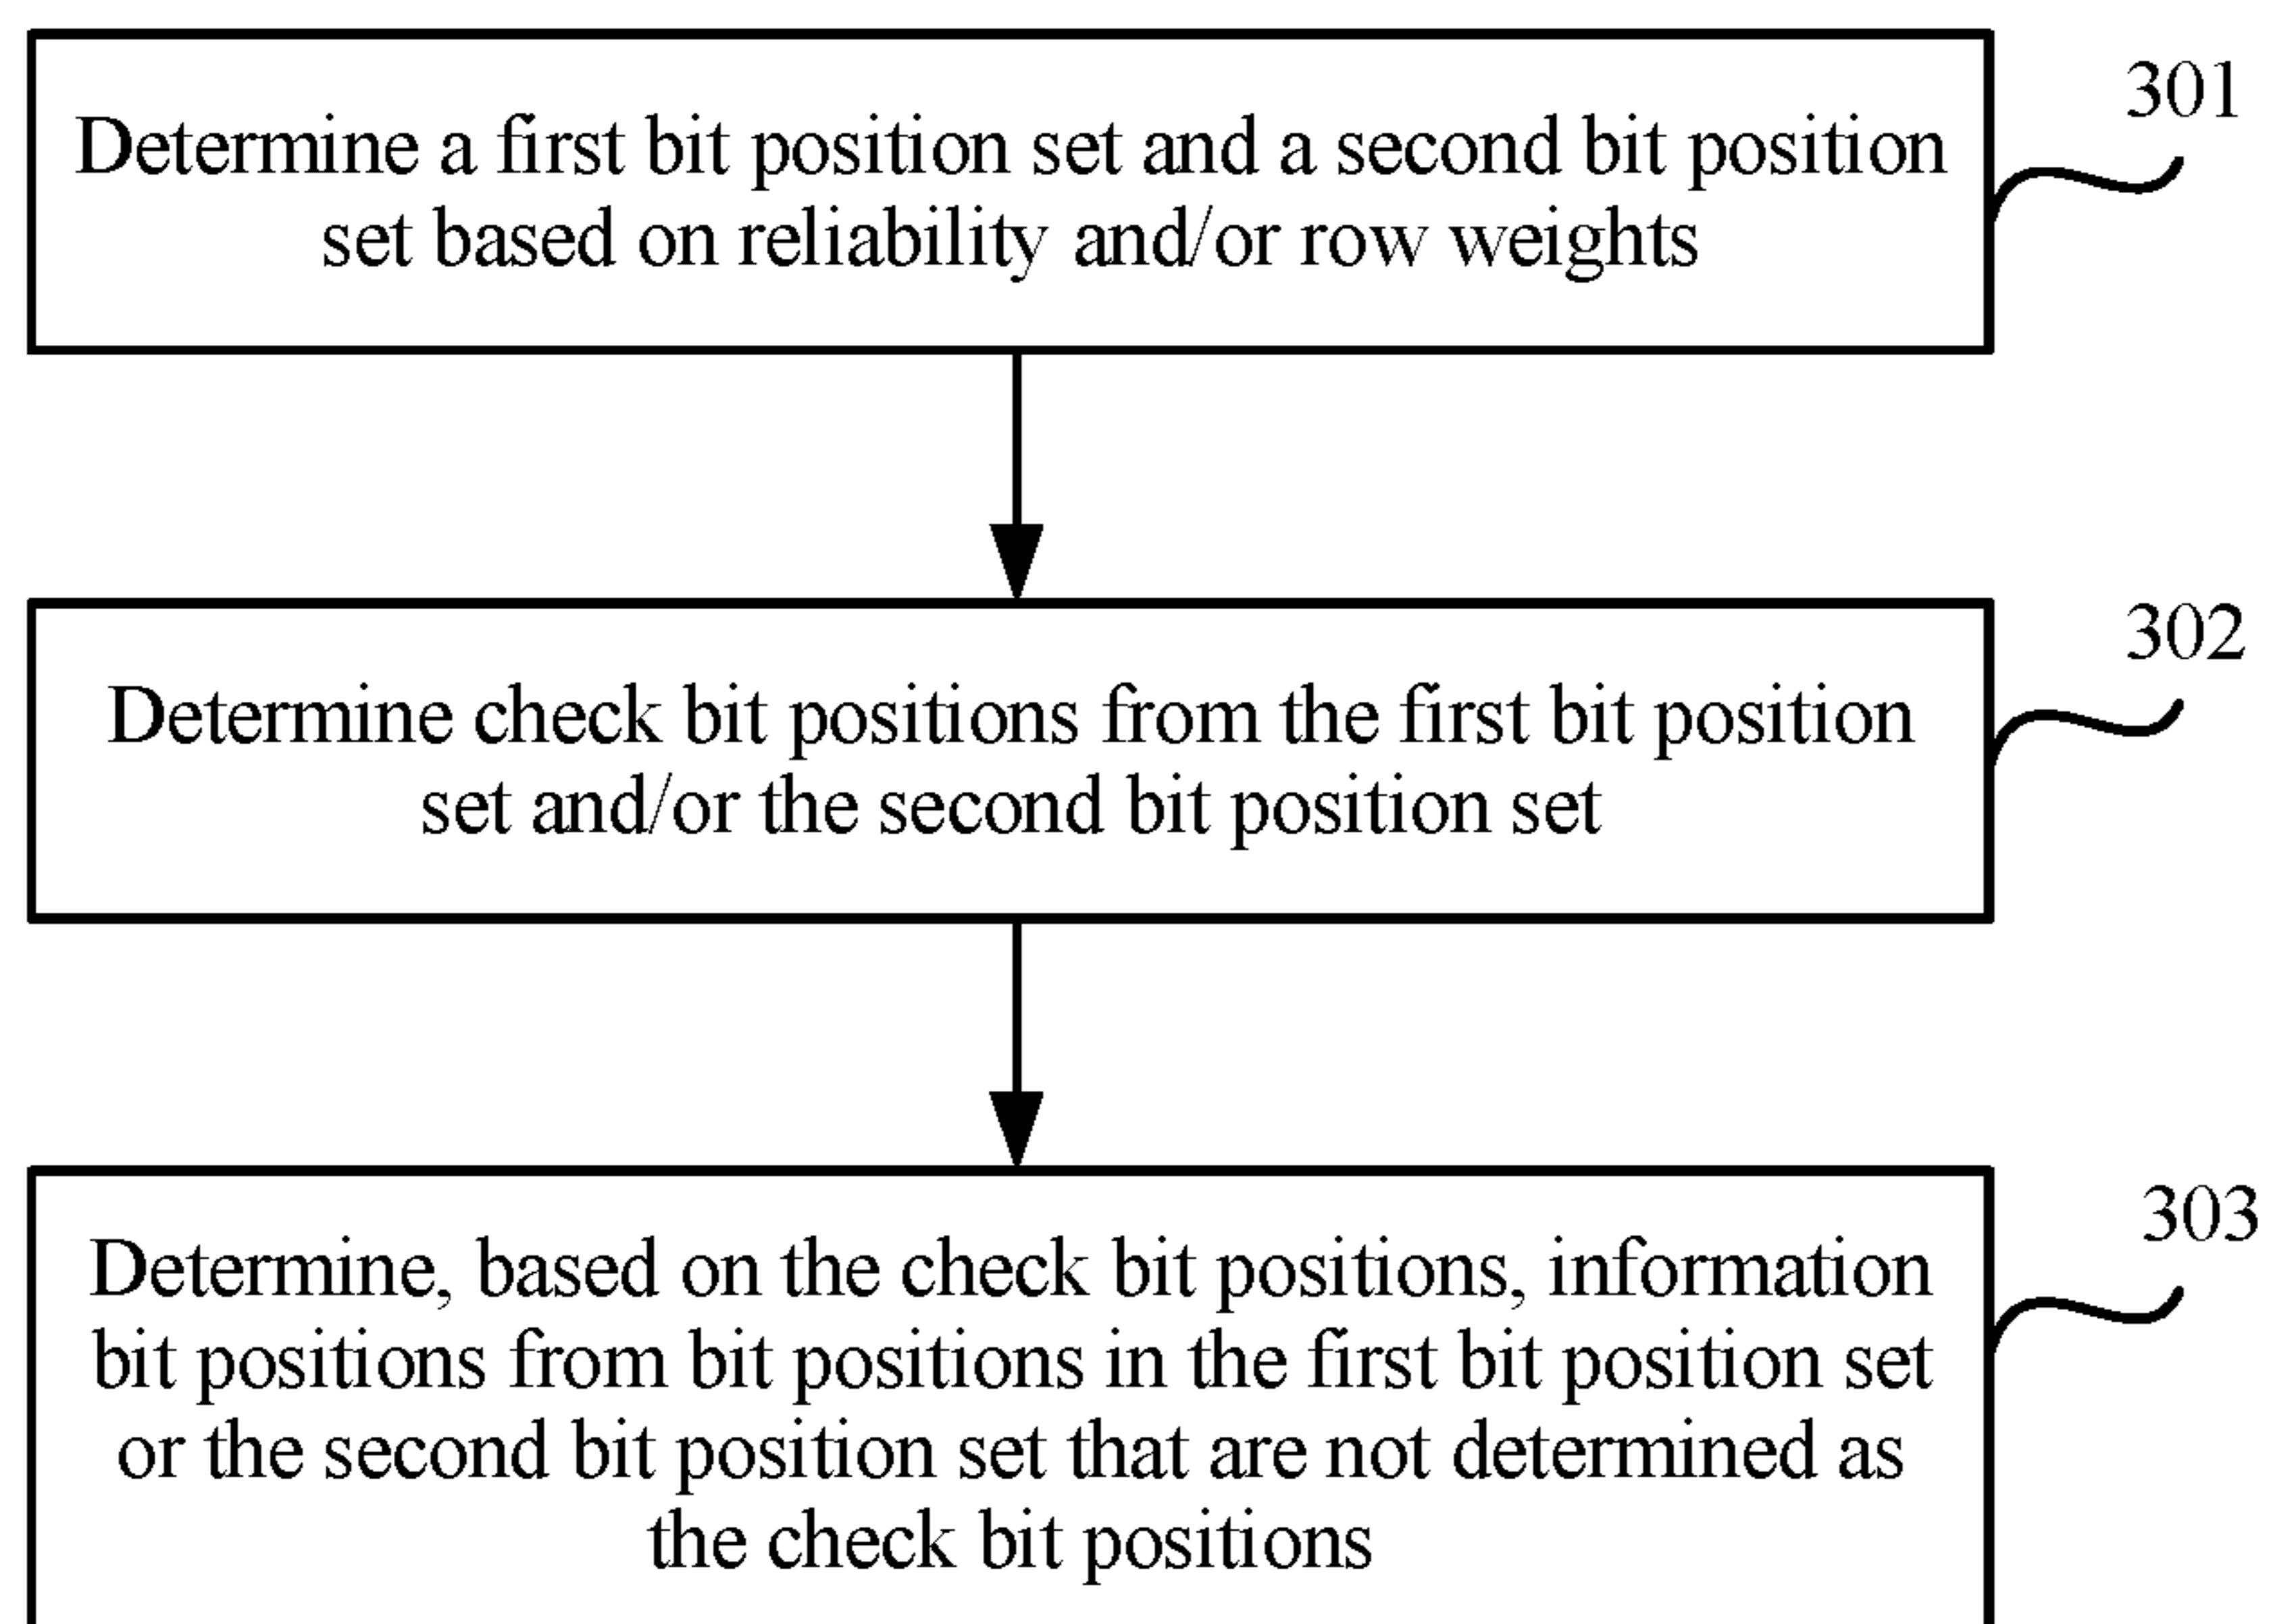 301
Determine a first bit position set and a second bit position
set based on reliability and/or row weights
302
Determine check bit positions from the first bit position
set and/or the second bit position set
303
Determine, based on the check bit positions, information
bit positions from bit positions in the first bit position set
or the second bit position set that are not determined as
the check bit positions